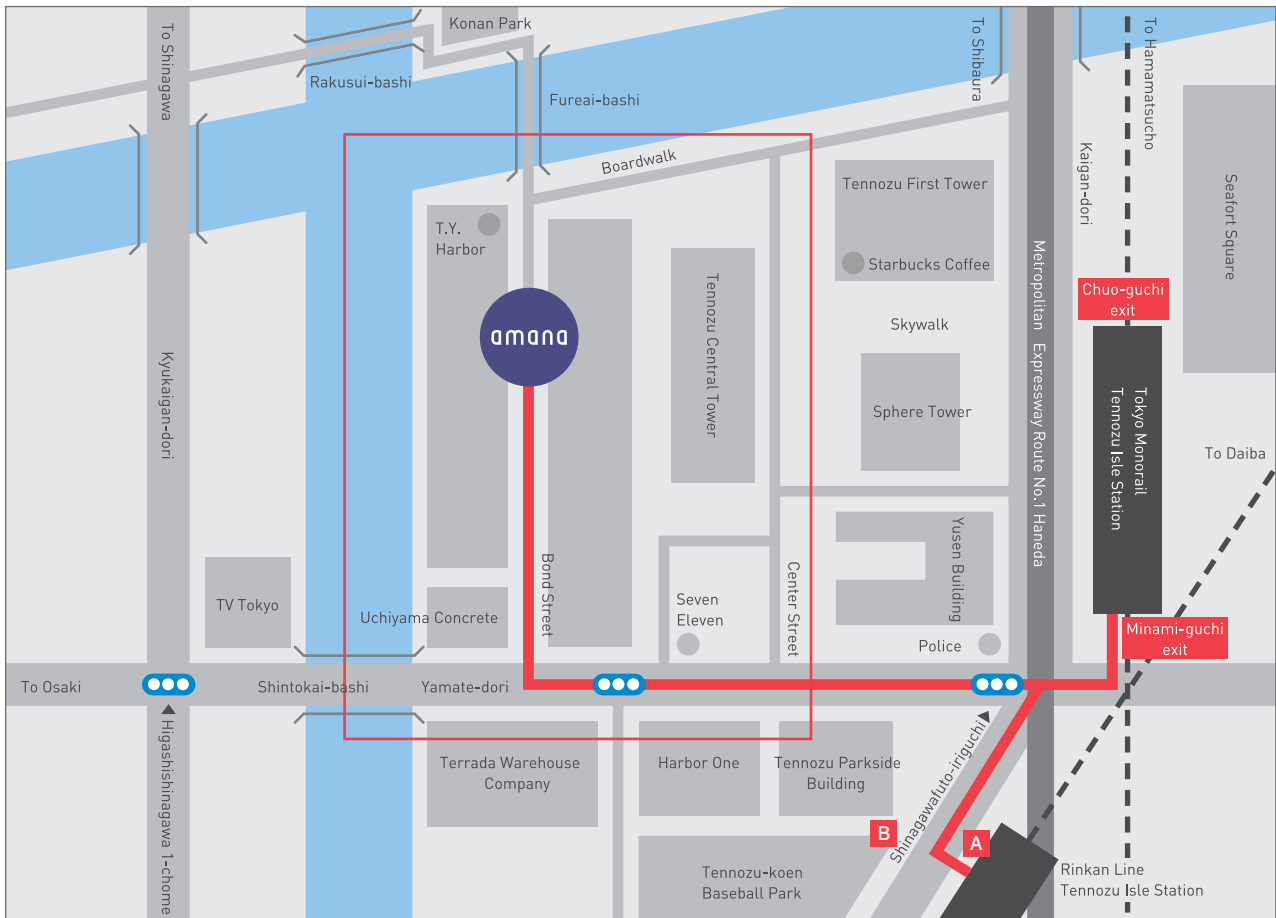 Konan Park
To Shinagawa
Rakusui-bashi
Fureai-bashi
To Shibaura
To Hamamatsucho
Boardwalk
Kaigan-dori
Tennozu First Tower
Seafort Square
T.Y.
Harbor
Starbucks Coffee
Tennozu Central Tower
Metropolitan Expressway Route No.1 Haneda
Chuo-guchi
exit
amana
Skywalk
Kyukaigan-dori
Tokyo Monorail
Tennozu Isle Station
Sphere Tower
To Daiba
Bond Street
Center Street
Yusen Building
TV Tokyo
Uchiyama Concrete
Seven
Eleven
Police
Minami-guchi
exit
To Osaki
Shintokai-bashi
Yamate-dori
Higashishinagawa 1-chome
Shinagawafuto-iriguchi
Terrada Warehouse
Company
Harbor One
Tennozu Parkside
Building
B
A
Tennozu-koen
Baseball Park
Rinkan Line
Tennozu Isle Station